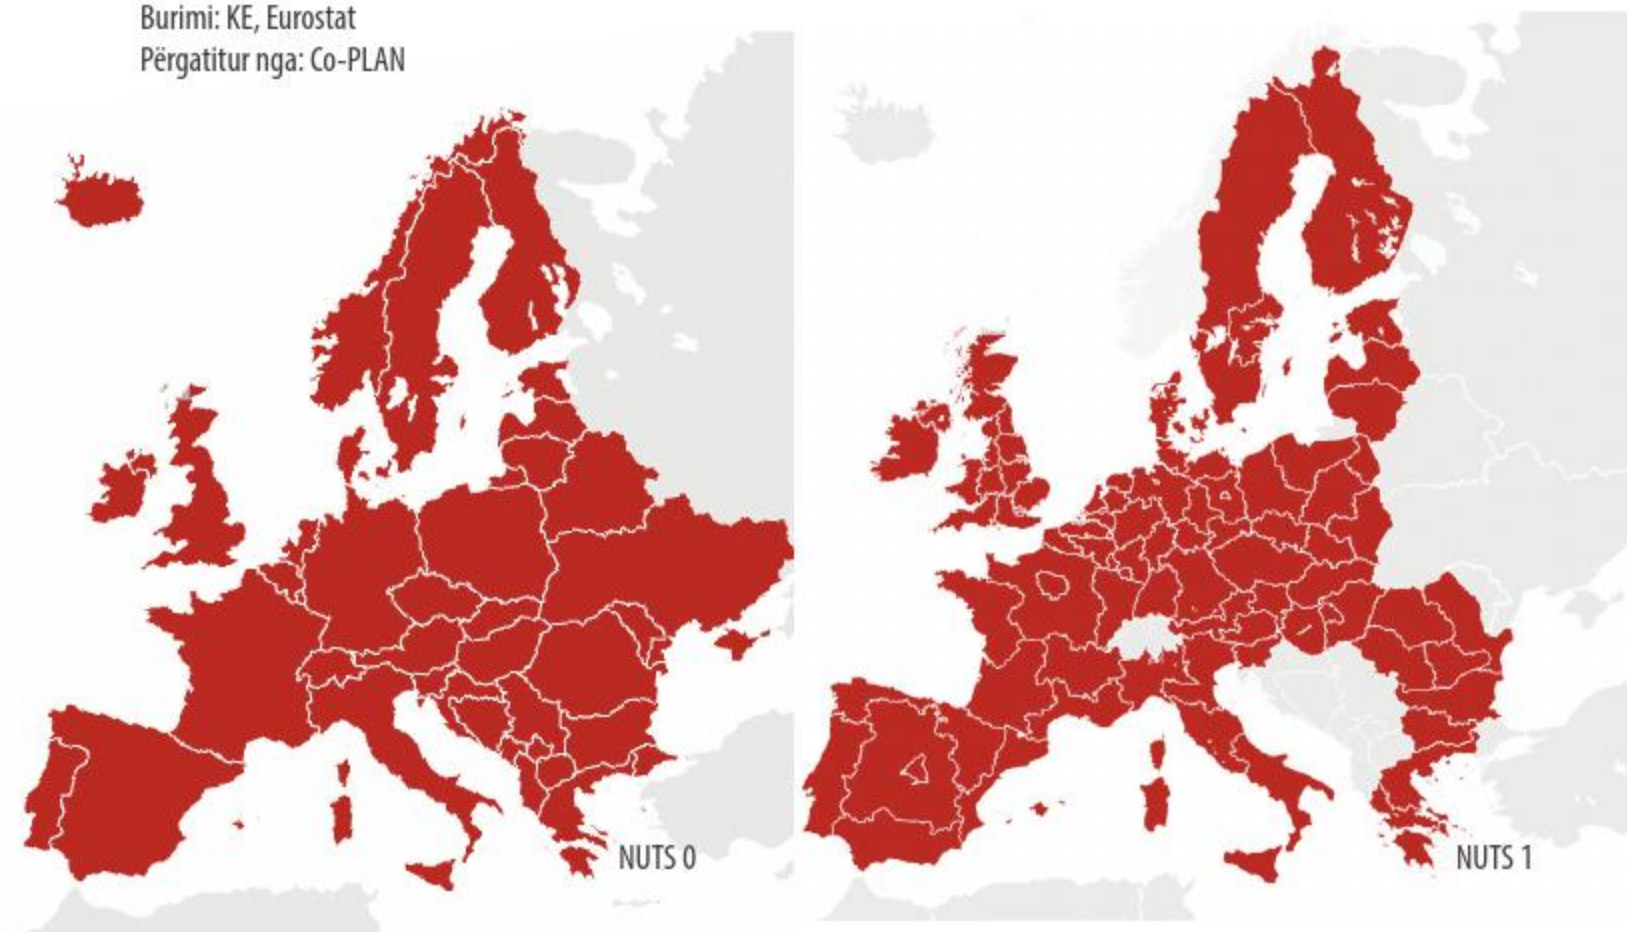 Burimi: KE, Eurostat
Përgatitur nga: Co-PLAN
NUTS 0
NUTS 1